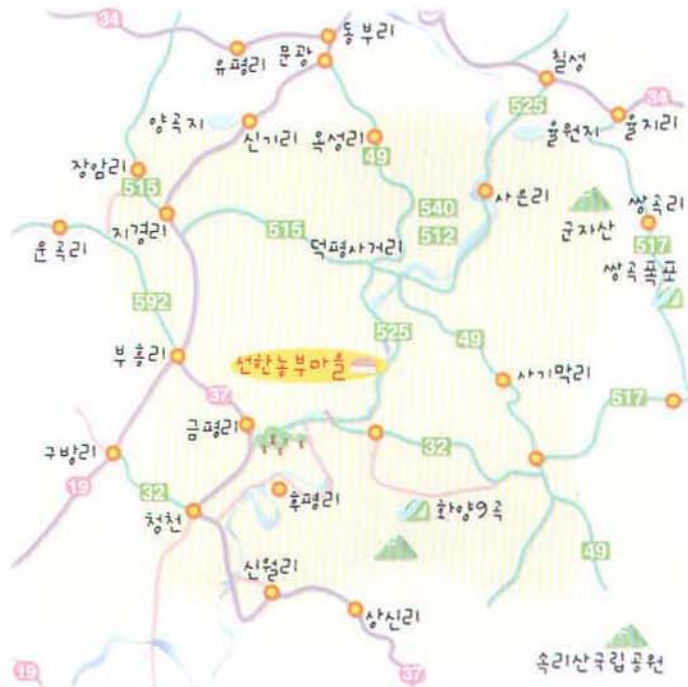 34
동부리
문광
유평리
칠성
525
34
양곡지
신기리
옥성리
49
율원지
율지리
장암리
515
540
사은리
쌍곡리
군자산
지경리
515
512
517
운곡리
덕평사거리
쌍곡폭포
592
525
49
부흥리
선한농부마을
사기막리
37
517
금평리
구방리
32
19
32
후평리
청천
화양9곡
49
신월리
상신리
속리산국립공원
19
37